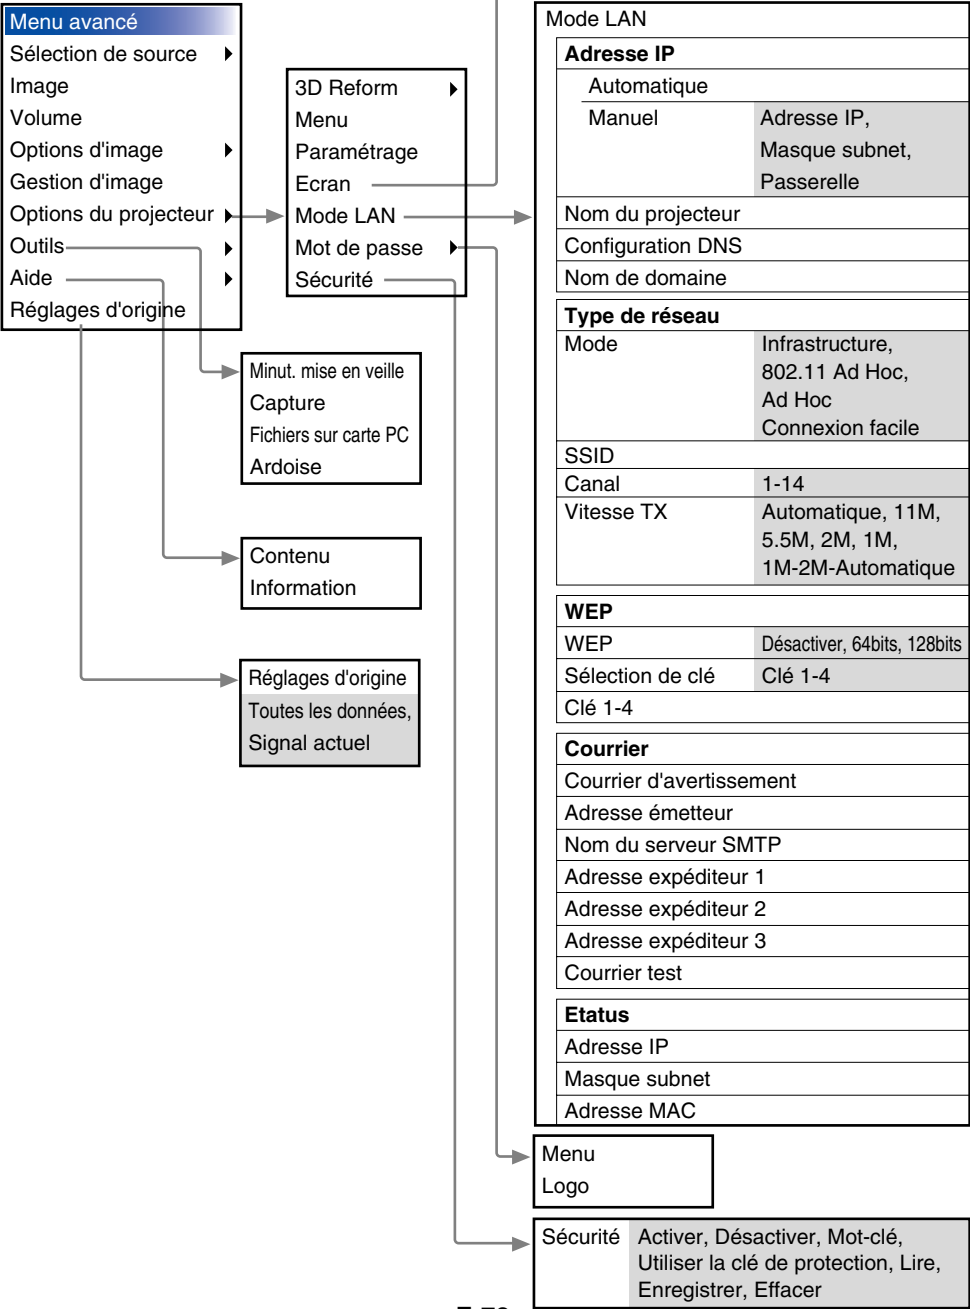 Menu avancé
Sélection de source
Image
Volume
Options d'image
Gestion d'image
Options du projecteur
Outils
Aide
Réglages d'origine
3D Reform
Menu
Paramétrage
Ecran
Mode LAN
Mot de passe
Sécurité
Minut. mise en veille
Capture
Fichiers sur carte PC
Ardoise
Contenu
Information
Réglages d'origine
Toutes les données,
Signal actuel
Mode LAN
Adresse IP
Automatique
Manuel Adresse IP,
Masque subnet,
Passerelle
Nom du projecteur
Configuration DNS
Nom de domaine
Type de réseau
Mode Infrastructure,
802.11 Ad Hoc,
Ad Hoc
Connexion facile
SSID
Canal 1-14
Vitesse TX Automatique, 11M,
5.5M, 2M, 1M,
1M-2M-Automatique
WEP
WEP Désactiver, 64bits, 128bits
Sélection de clé Clé 1-4
Clé 1-4
Courrier
Courrier d'avertissement
Adresse émetteur
Nom du serveur SMTP
Adresse expéditeur 1
Adresse expéditeur 2
Adresse expéditeur 3
Courrier test
Etatus
Adresse IP
Masque subnet
Adresse MAC
Menu
Logo
Sécurité Activer, Désactiver, Mot-clé,
Utiliser la clé de protection, Lire,
Enregistrer, Effacer